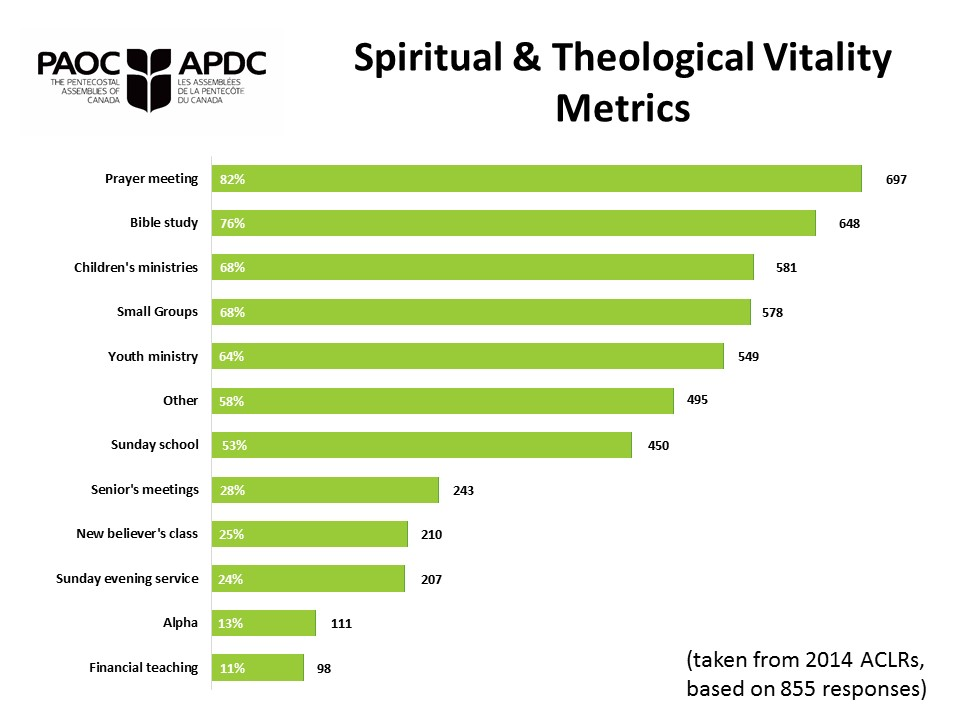 PAOC APDC
THE PENTECOSTAL
ASSEMBLIES OF
CANADA
LES ASSEMBLÉES
DE LA PENTECÔTE
DU CANADA
Spiritual & Theological Vitality
Metrics
Prayer meeting 82% 697
Bible study 76% 648
Children's ministries 68% 581
Small Groups 68% 578
Youth ministry 64% 549
Other 58% 495
Sunday school 53% 450
Senior's meetings 28% 243
New believer's class 25% 210
Sunday evening service 24% 207
Alpha 13% 111
Financial teaching 11% 98
(taken from 2014 ACLRs,
based on 855 responses)